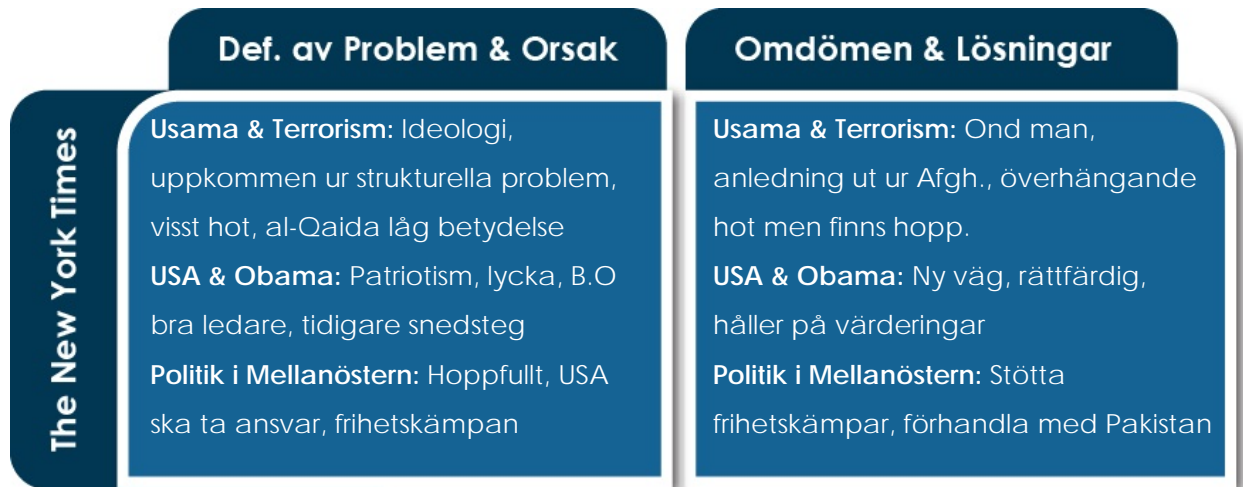 Def. av Problem & Orsak
Omdömen & Lösningar
The New York Times
Usama & Terrorism: Ideologi,
uppkommen ur strukturella problem,
visst hot, al-Qaida låg betydelse
USA & Obama: Patriotism, lycka, B.O
bra ledare, tidigare snedsteg
Politik i Mellanöstern: Hoppfullt, USA
ska ta ansvar, frihetskämpan
Usama & Terrorism: Ond man,
anledning ut ur Afgh., överhängande
hot men finns hopp.
USA & Obama: Ny väg, rättfärdig,
håller på värderingar
Politik i Mellanöstern: Stötta
frihetskämpar, förhandla med Pakistan